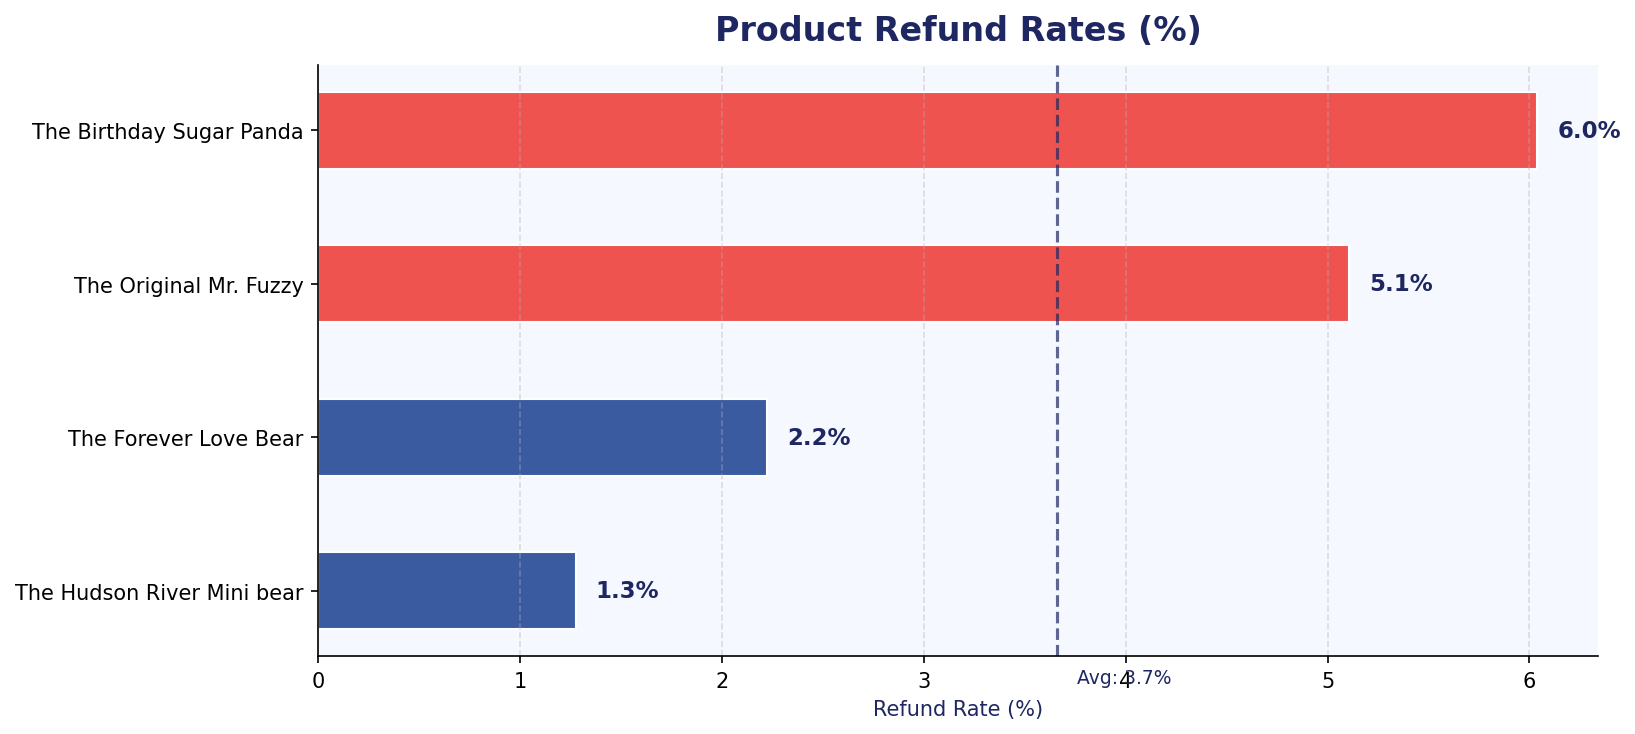 Product Refund Rates (%)
The Birthday Sugar Panda
6.0%
The Original Mr. Fuzzy
5.1%
The Forever Love Bear
2.2%
The Hudson River Mini bear
1.3%
0 1 2 3 4 5 6
Avg: 3.7%
Refund Rate (%)